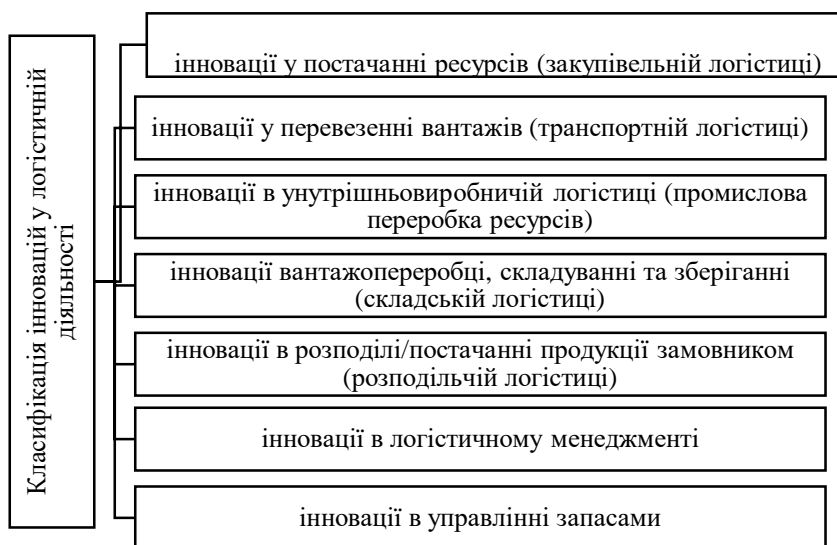 Класифікація інновацій у логістичній
діяльності
інновації у постачанні ресурсів (закупівельній логістиці)
інновації у перевезенні вантажів (транспортній логістиці)
інновації в унутрішньовиробничій логістиці (промислова
переробка ресурсів)
інновації вантажопереробці, складуванні та зберіганні
(складській логістиці)
інновації в розподілі/постачанні продукції замовником
(розподільчій логістиці)
інновації в логістичному менеджменті
інновації в управлінні запасами